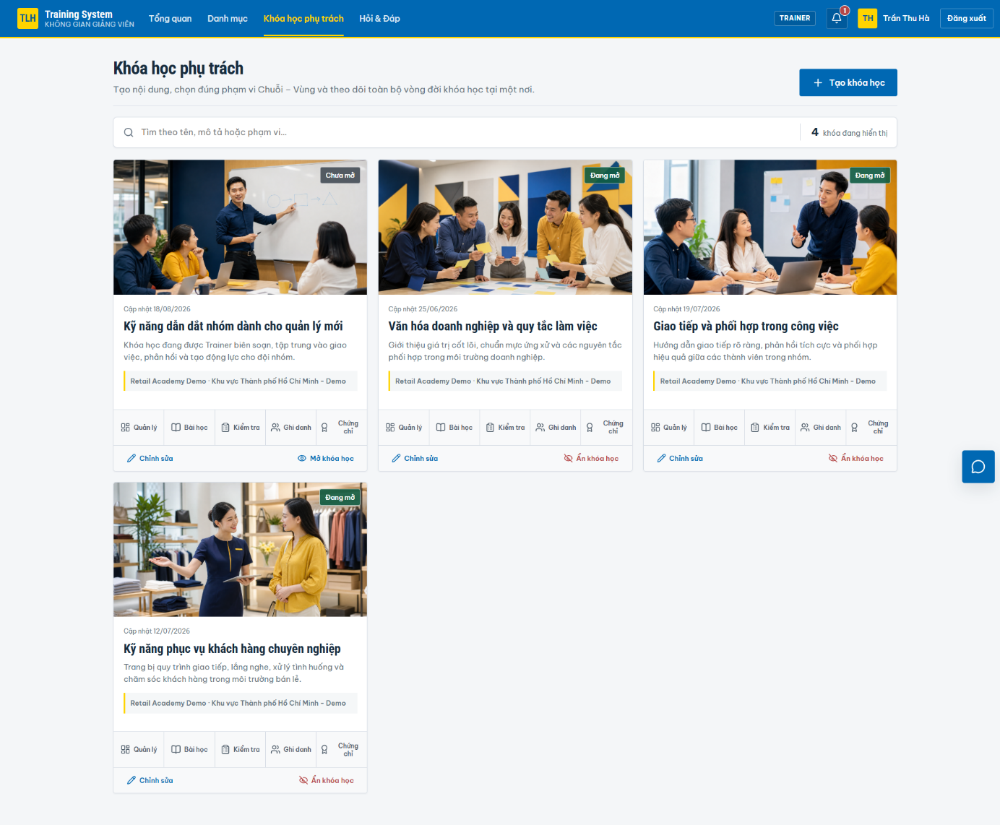 TLH
Training System
KHÔNG GIAN GIẢNG VIÊN
Tổng quan
Danh mục
Khóa học phụ trách
Hỏi & Đáp
TRAINER
1
TH
Trần Thu Hà
Đăng xuất
Khóa học phụ trách
Tạo nội dung, chọn đúng phạm vi Chuỗi – Vùng và theo dõi toàn bộ vòng đời khóa học tại một nơi.
Tạo khóa học
Tìm theo tên, mô tả hoặc phạm vi...
4 khóa đang hiển thị
Chưa mở
Cập nhật 18/08/2026
Kỹ năng dẫn dắt nhóm dành cho quản lý mới
Khóa học đang được Trainer biên soạn, tập trung vào giao
việc, phản hồi và tạo động lực cho đội nhóm.
Retail Academy Demo · Khu vực Thành phố Hồ Chí Minh - Demo
Quản lý
Bài học
Kiểm tra
Ghi danh
Chứng
chỉ
Chỉnh sửa
Mở khóa học
Đang mở
Cập nhật 25/06/2026
Văn hóa doanh nghiệp và quy tắc làm việc
Giới thiệu giá trị cốt lõi, chuẩn mực ứng xử và các nguyên tắc
phối hợp trong môi trường doanh nghiệp.
Retail Academy Demo · Khu vực Thành phố Hồ Chí Minh - Demo
Quản lý
Bài học
Kiểm tra
Ghi danh
Chứng
chỉ
Chỉnh sửa
Ẩn khóa học
Đang mở
Cập nhật 19/07/2026
Giao tiếp và phối hợp trong công việc
Hướng dẫn giao tiếp rõ ràng, phản hồi tích cực và phối hợp
hiệu quả giữa các thành viên trong nhóm.
Retail Academy Demo · Khu vực Thành phố Hồ Chí Minh - Demo
Quản lý
Bài học
Kiểm tra
Ghi danh
Chứng
chỉ
Chỉnh sửa
Ẩn khóa học
Đang mở
Cập nhật 12/07/2026
Kỹ năng phục vụ khách hàng chuyên nghiệp
Trang bị quy trình giao tiếp, lắng nghe, xử lý tình huống và
chăm sóc khách hàng trong môi trường bán lẻ.
Retail Academy Demo · Khu vực Thành phố Hồ Chí Minh - Demo
Quản lý
Bài học
Kiểm tra
Ghi danh
Chứng
chỉ
Chỉnh sửa
Ẩn khóa học